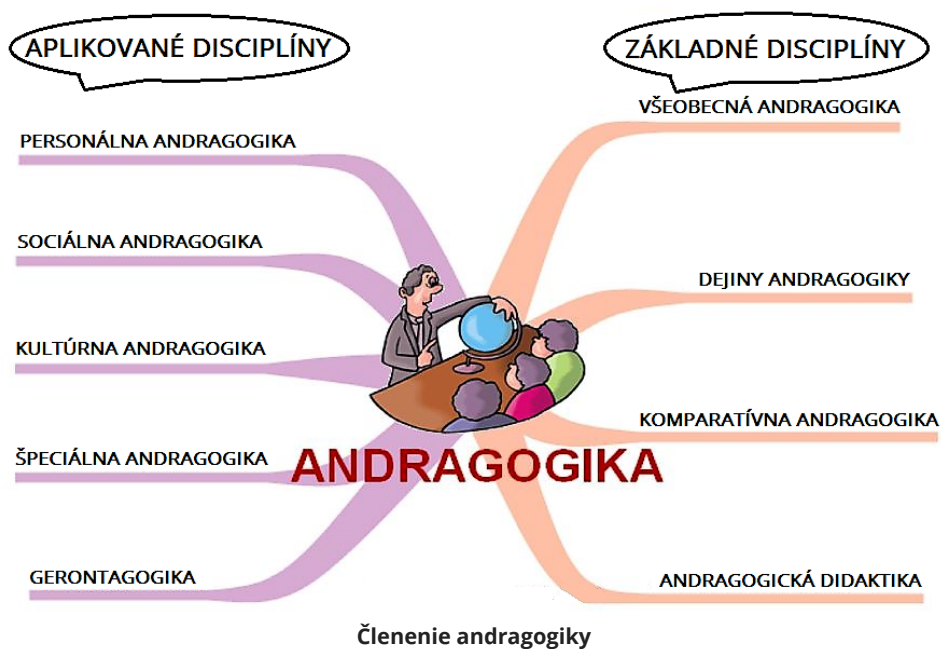 APLIKOVANÉ DISCIPLÍNY
PERSONÁLNA ANDRAGOGIKA
SOCIÁLNA ANDRAGOGIKA
KULTÚRNA ANDRAGOGIKA
ŠPECIÁLNA ANDRAGOGIKA
GERONTAGOGIKA
ZÁKLADNÉ DISCIPLÍNY
VŠEOBECNÁ ANDRAGOGIKA
DEJINY ANDRAGOGIKY
KOMPARATÍVNA ANDRAGOGIKA
ANDRAGOGICKÁ DIDAKTIKA
ANDRAGOGIKA
Členenie andragogiky